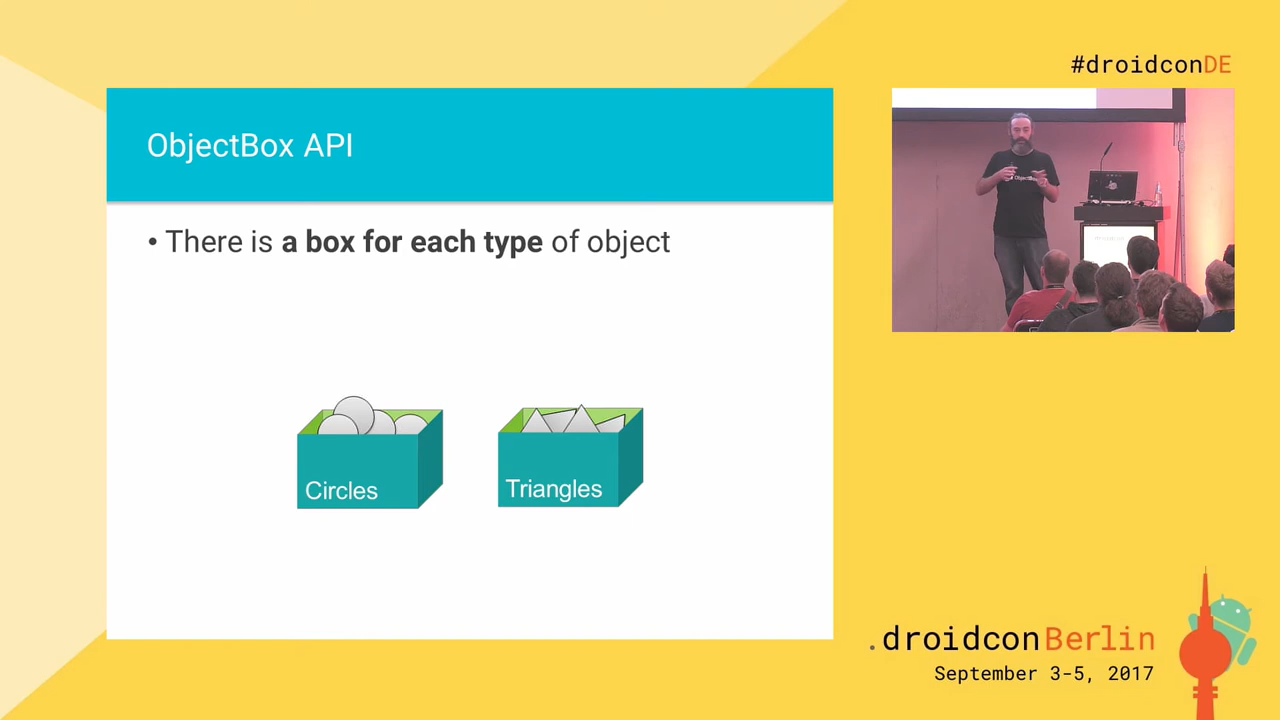 #droidconDE
ObjectBox API
• There is a box for each type of object
Circles
Triangles
.droidconBerlin
September 3-5, 2017